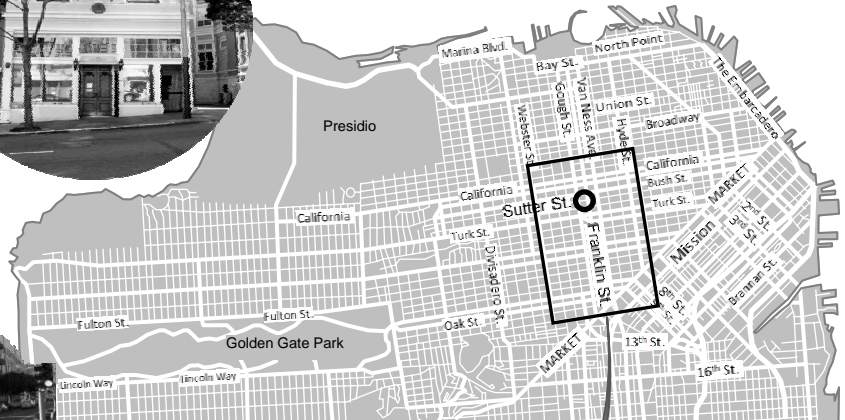 Marina Blvd.
North Point
Bay St.
The Embarcadero
Van Ness Ave.
Gough St.
Union St.
Webster St.
Hyde St.
Broadway
Presidio
California
California
Bush St.
MARKET
California
Sutter St.
Turk St.
2nd St.
3rd St.
Turk St.
Mission
Franklin St.
Divisadero St.
Brannan St.
8th St.
Fulton St.
Fulton St.
Oak St.
Golden Gate Park
MARKET
13th St.
16th St.
Lincoln Way
Lincoln Way